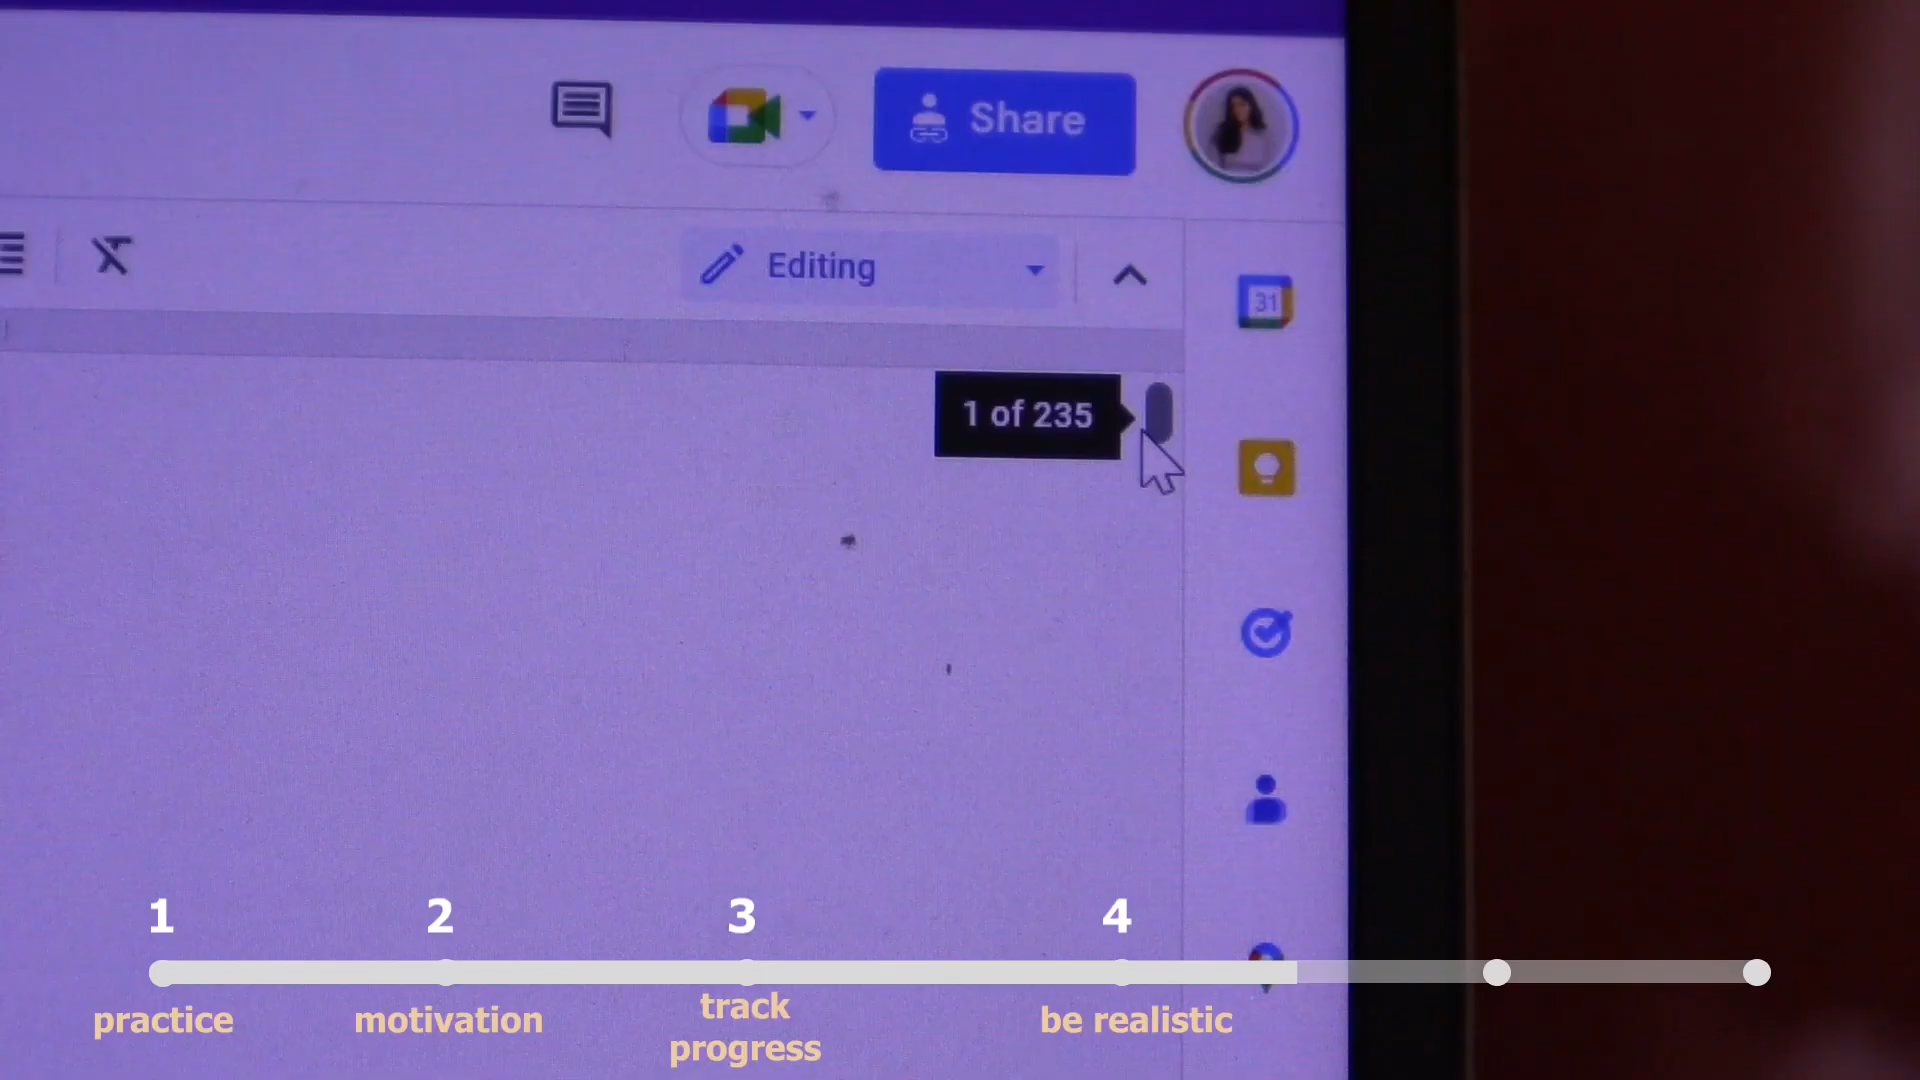 Share
Editing
31
1 of 235
1 2 3 4
practice motivation track progress be realistic